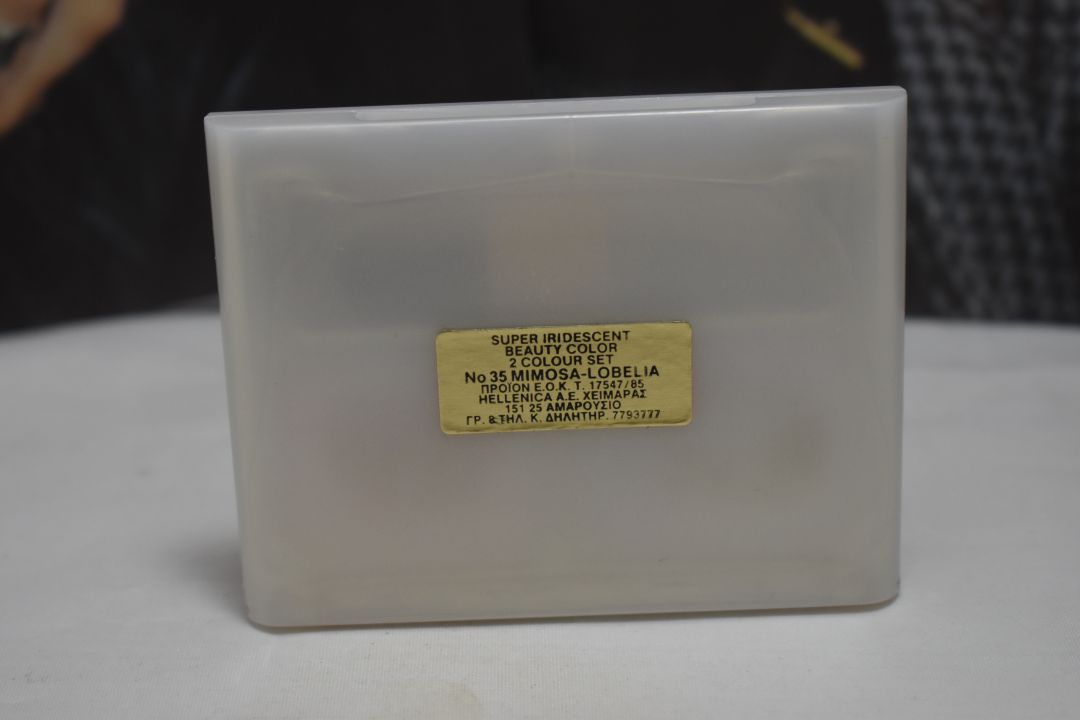 SUPER IRIDESCENT
BEAUTY COLOR
2 COLOUR SET
No 35 MIMOSA-LOBELIA
ΠΡΟΪΟΝ Ε.Ο.Κ. Τ. 17547/85
HELLENICA A.E. ΧΕΙΜΑΡΑΣ
151 25 ΑΜΑΡΟΥΣΙΟ
ΓΡ. & ΤΗΛ. Κ. ΔΗΛΗΤΗΡ. 7793777